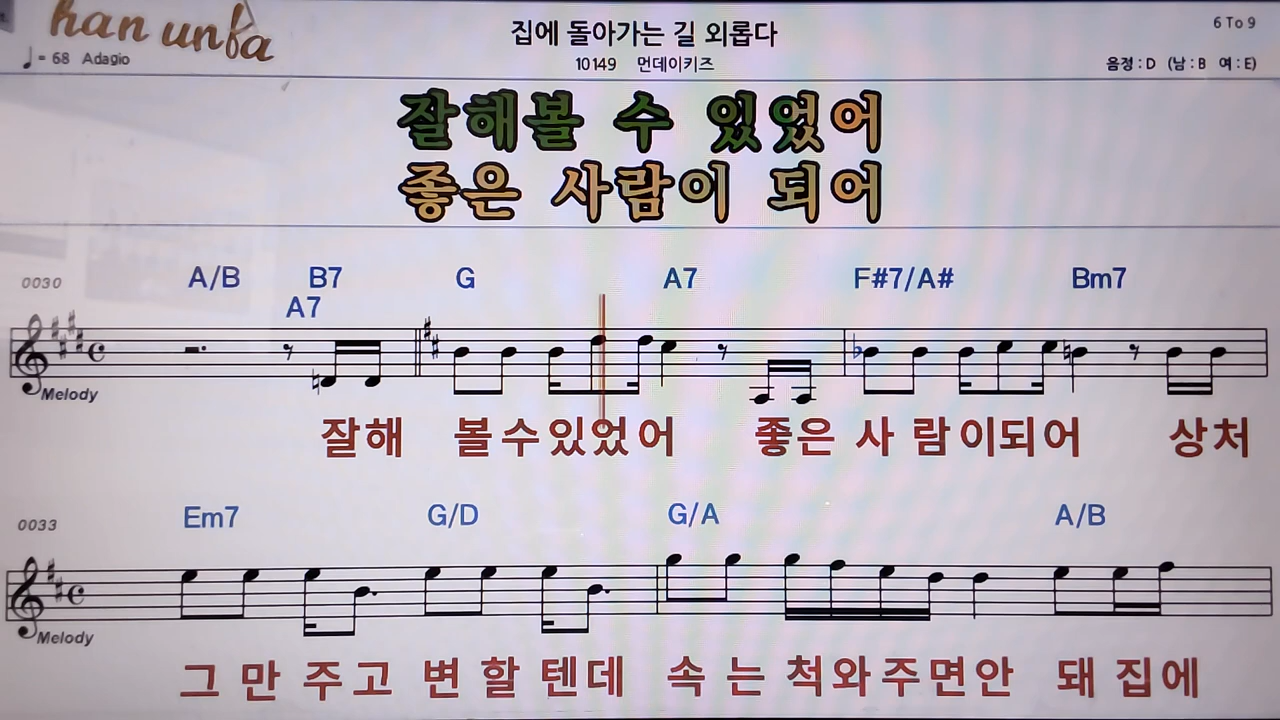 han unba
집에 돌아가는 길 외롭다
6 To 9
♩= 68 Adagio
10149 먼데이키즈
음정 : D (남 : B 여 : E)
잘해볼 수 있었어
좋은 사람이 되어
0030 A/B B7 G A7 F#7/A# Bm7
A7
Melody
잘해 볼수있었어 좋은 사 람이되어 상처
0033 Em7 G/D G/A A/B
Melody
그 만 주고 변 할 텐데 속 는 척와주면안 돼 집에